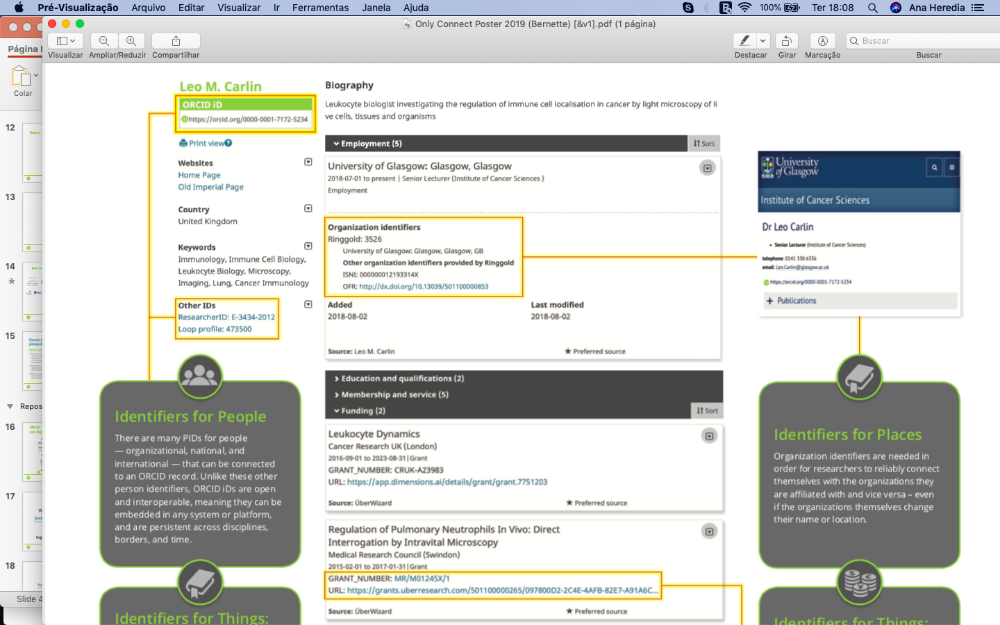 Pré-Visualização Arquivo Editar Visualizar Ir Ferramentas Janela Ajuda 100% Ter 18:08 Ana Heredia
Only Connect Poster 2019 (Bernette) [&v1].pdf (1 página)
Visualizar Ampliar/Reduzir Compartilhar Destacar Girar Marcação Buscar
Buscar
Página
Colar
12
13
14
15
Repos
16
17
18
Slide 4
Leo M. Carlin
ORCID iD
https://orcid.org/0000-0001-7172-5234
Print view
Websites
Home Page
Old Imperial Page
Country
United Kingdom
Keywords
Immunology, Immune Cell Biology,
Leukocyte Biology, Microscopy,
Imaging, Lung, Cancer Immunology
Other IDs
ResearcherID: E-3434-2012
Loop profile: 473500
Identifiers for People
There are many PIDs for people
— organizational, national, and
international — that can be connected
to an ORCID record. Unlike these other
person identifiers, ORCID iDs are open
and interoperable, meaning they can be
embedded in any system or platform,
and are persistent across disciplines,
borders, and time.
Identifiers for Things:
Biography
Leukocyte biologist investigating the regulation of immune cell localisation in cancer by light microscopy of li
ve cells, tissues and organisms
Employment (5) Sort
University of Glasgow: Glasgow, Glasgow
2018-07-01 to present | Senior Lecturer (Institute of Cancer Sciences )
Employment
Organization identifiers
Ringgold: 3526
University of Glasgow: Glasgow, Glasgow, GB
Other organization identifiers provided by Ringgold
ISNI: 000000012193314X
OFR: http://dx.doi.org/10.13039/501100000853
Added Last modified
2018-08-02 2018-08-02
Source: Leo M. Carlin Preferred source
Education and qualifications (2)
Membership and service (5)
Funding (2) Sort
Leukocyte Dynamics
Cancer Research UK (London)
2016-09-01 to 2023-08-31|Grant
GRANT_NUMBER: CRUK-A23983
URL: https://app.dimensions.ai/details/grant/grant.7751203
Source: ÜberWizard Preferred source
Regulation of Pulmonary Neutrophils In Vivo: Direct
Interrogation by Intravital Microscopy
Medical Research Council (Swindon)
2015-02-01 to 2017-01-31|Grant
GRANT_NUMBER: MR/M01245X/1
URL: https://grants.uberresearch.com/501100000265/097800D2-2C4E-4AFB-82E7-A91A6C...
Source: ÜberWizard Preferred source
University
of Glasgow
Institute of Cancer Sciences
Dr Leo Carlin
Senior Lecturer (Institute of Cancer Sciences)
telephone: 0141 330 6336
email: Leo.Carlin@glasgow.ac.uk
https://orcid.org/0000-0001-7172-5234
+ Publications
Identifiers for Places
Organization identifiers are needed in
order for researchers to reliably connect
themselves with the organizations they
are affiliated with and vice versa – even
if the organizations themselves change
their name or location.
Identifiers for Things: